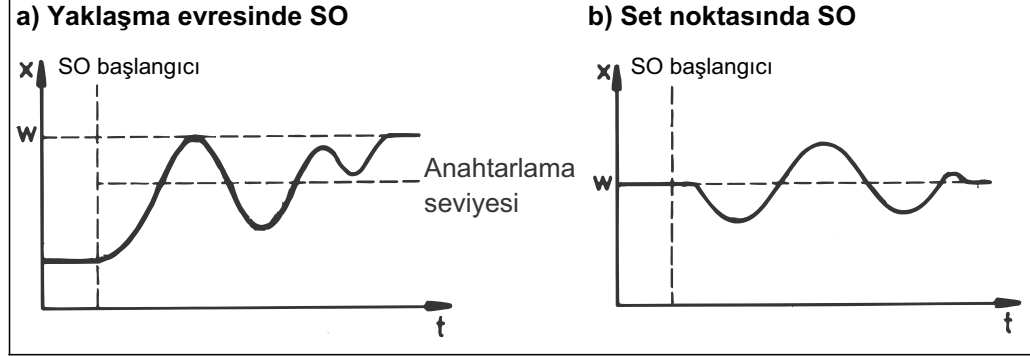 a) Yaklaşma evresinde SO
x
SO başlangıcı
w
Anahtarlama
seviyesi
t
b) Set noktasında SO
x
SO başlangıcı
w
t